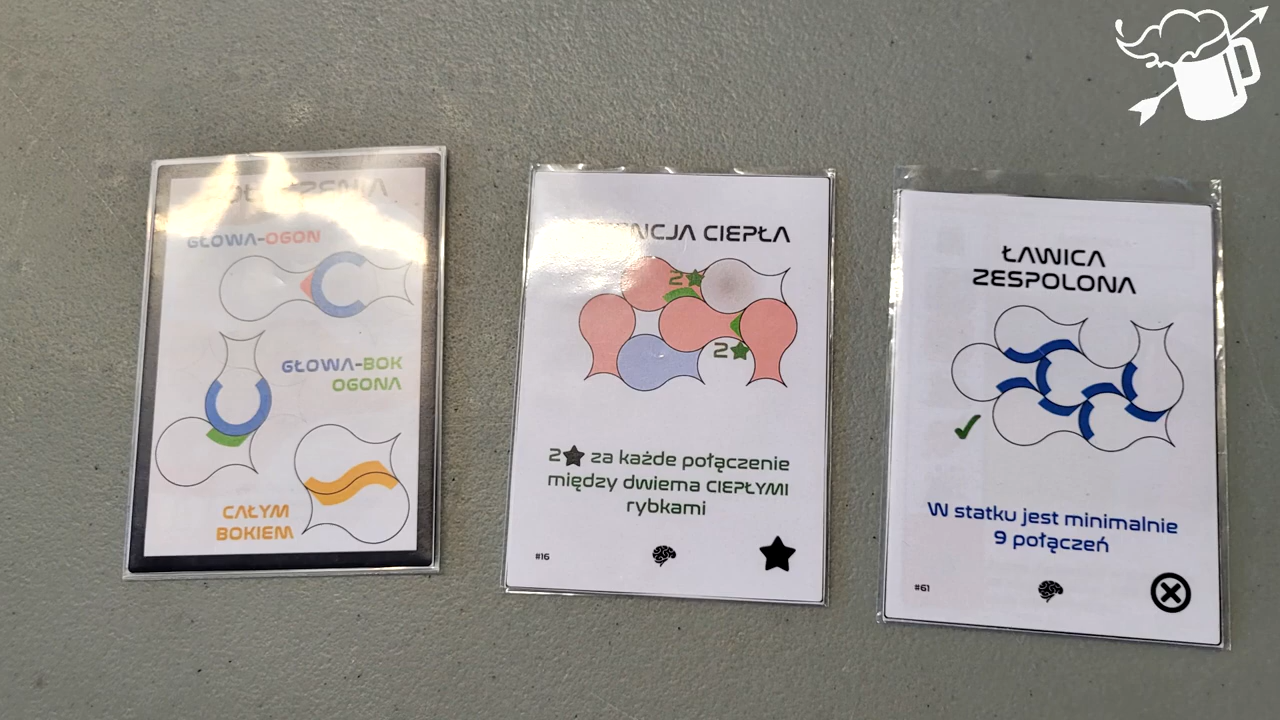 GŁOWA-OGON
GŁOWA-BOK
OGONA
CAŁYM
BOKIEM
CIEPŁA
2★
2★
2★ za każde połączenie
między dwiema CIEPŁYMI
rybkami
#16
ŁAWICA
ZESPOLONA
W statku jest minimalnie
9 połączeń
#61